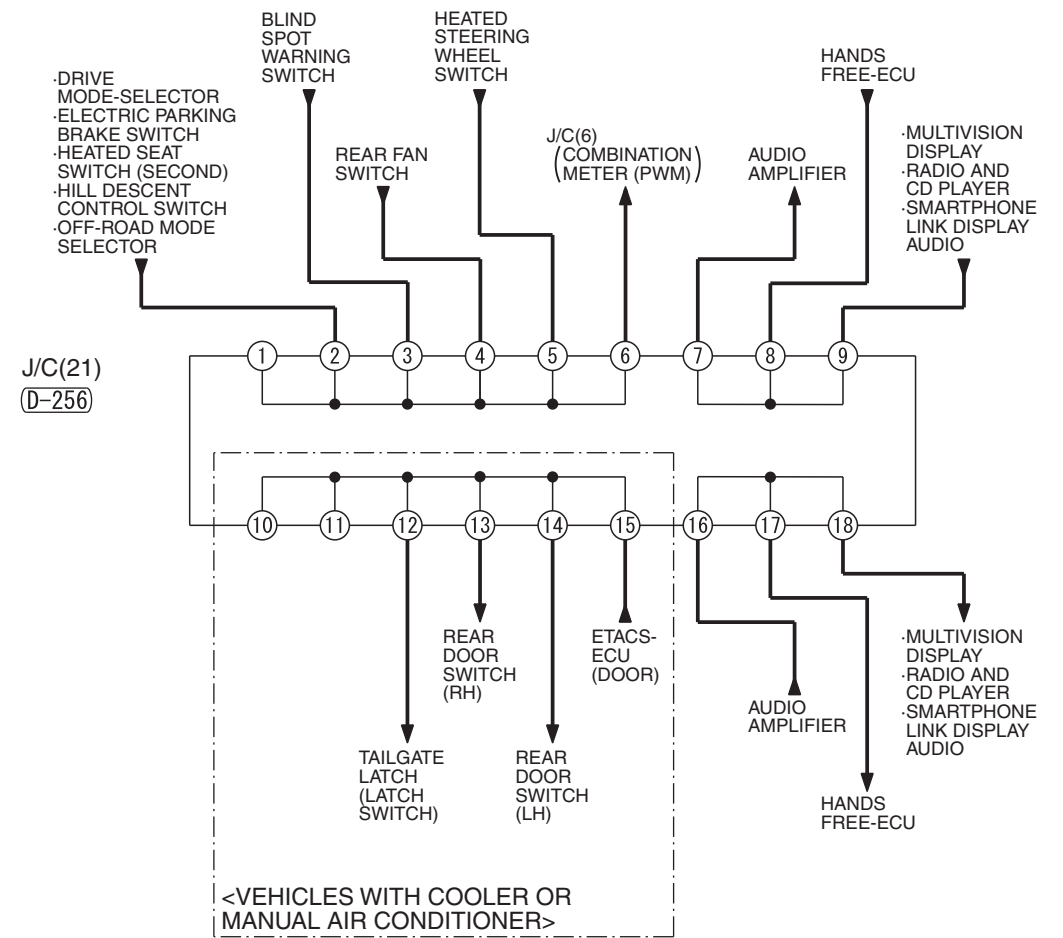 BLIND
SPOT
WARNING
SWITCH
HEATED
STEERING
WHEEL
SWITCH
HANDS
FREE-ECU
·DRIVE
MODE-SELECTOR
·ELECTRIC PARKING
BRAKE SWITCH
·HEATED SEAT
SWITCH (SECOND)
·HILL DESCENT
CONTROL SWITCH
·OFF-ROAD MODE
SELECTOR
REAR FAN
SWITCH
J/C(6)
(COMBINATION
METER (PWM))
AUDIO
AMPLIFIER
·MULTIVISION
DISPLAY
·RADIO AND
CD PLAYER
·SMARTPHONE
LINK DISPLAY
AUDIO
J/C(21)
D-256
1 2 3 4 5 6 7 8 9
10 11 12 13 14 15 16 17 18
REAR
DOOR
SWITCH
(RH)
ETACS-
ECU
(DOOR)
·MULTIVISION
DISPLAY
·RADIO AND
CD PLAYER
·SMARTPHONE
LINK DISPLAY
AUDIO
AUDIO
AMPLIFIER
TAILGATE
LATCH
(LATCH
SWITCH)
REAR
DOOR
SWITCH
(LH)
HANDS
FREE-ECU
<VEHICLES WITH COOLER OR
MANUAL AIR CONDITIONER>